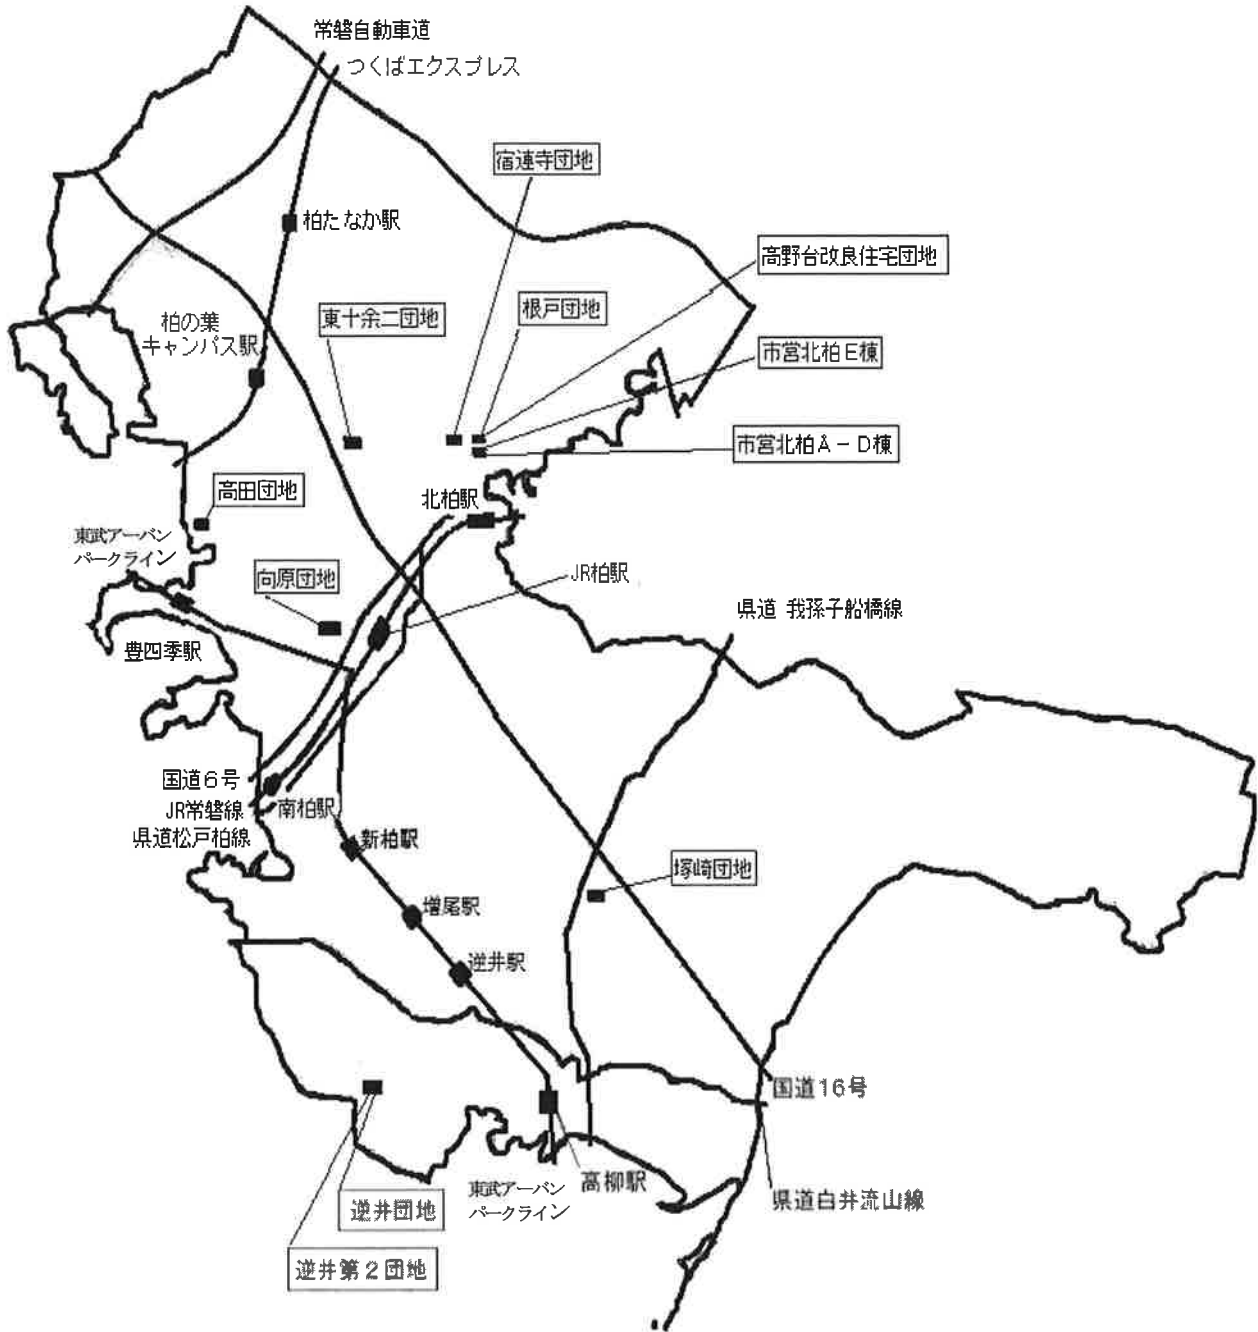 常磐自動車道
つくばエクスプレス
宿連寺団地
柏たなか駅
高野台改良住宅団地
東十余二団地
根戸団地
柏の葉
キャンパス駅
市営北柏E棟
市営北柏A－D棟
高田団地
北柏駅
東武アーバン
パークライン
向原団地
JR柏駅
県道 我孫子船橋線
豊四季駅
国道6号
JR常磐線
南柏駅
県道松戸柏線
新柏駅
塚崎団地
増尾駅
逆井駅
国道16号
高柳駅
東武アーバン
パークライン
県道白井流山線
逆井団地
逆井第2団地